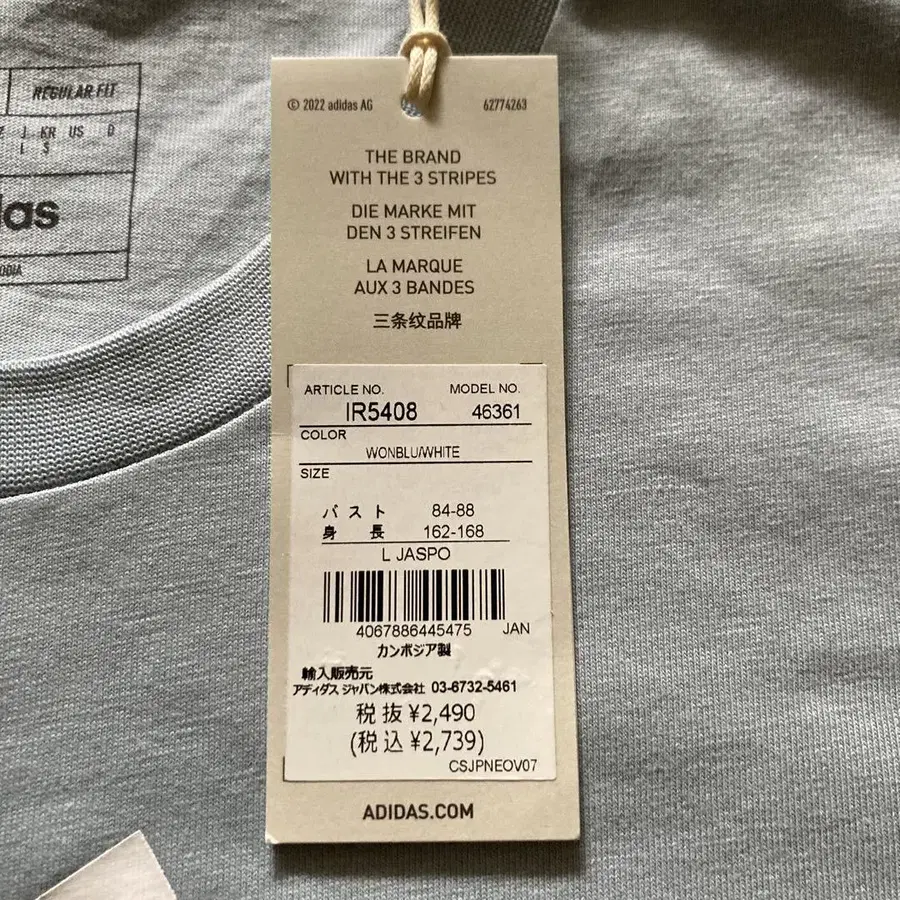 REGULAR FIT
J KR US D
L S
das
ODIA
© 2022 adidas AG 62774263
THE BRAND
WITH THE 3 STRIPES
DIE MARKE MIT
DEN 3 STREIFEN
LA MARQUE
AUX 3 BANDES
三条纹品牌
ARTICLE NO. MODEL NO.
IR5408 46361
COLOR
WONBLU/WHITE
SIZE
バスト 84-88
身長 162-168
L JASPO
4067886445475 JAN
カンボジア製
輸入販売元
アディダス ジャパン株式会社 03-6732-5461
税抜 ¥2,490
(税込 ¥2,739)
CSJPNEOV07
ADIDAS.COM